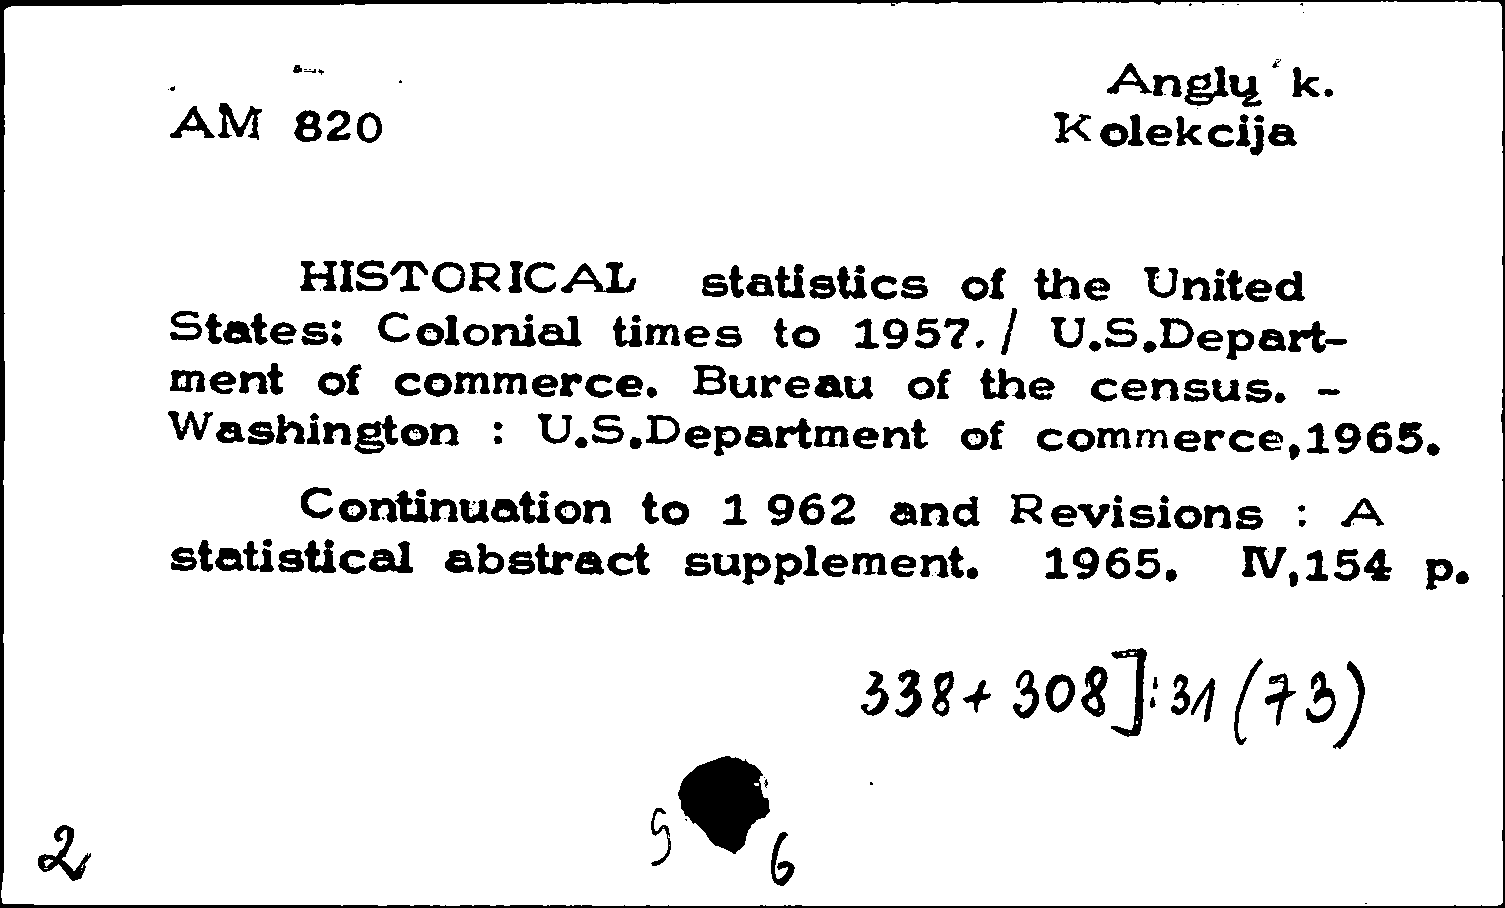 Anglų k.
AM 820
Kolekcija
HISTORICAL statistics of the United
States: Colonial times to 1957. / U.S.Depart-
ment of commerce. Bureau of the census. -
Washington : U.S.Department of commerce,1965.
Continuation to 1 962 and Revisions : A
statistical abstract supplement. 1965. IV,154 p.
338+ 308]:31 (73)
2
6